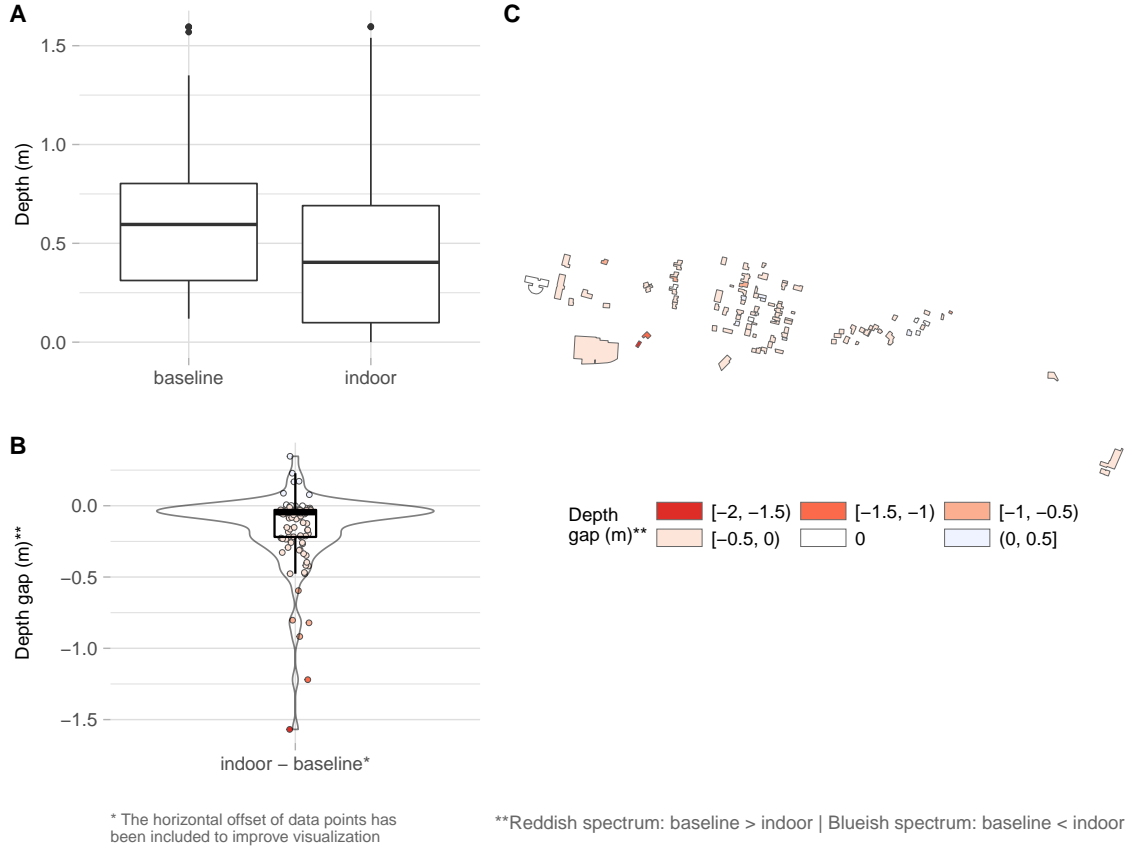 A
Depth (m)
1.5
1.0
0.5
0.0
baseline
indoor
B
Depth gap (m)**
0.0
−0.5
−1.0
−1.5
indoor − baseline*
* The horizontal offset of data points has
been included to improve visualization
C
Depth
gap (m)**
[−2, −1.5)
[−1.5, −1)
[−1, −0.5)
[−0.5, 0)
0
(0, 0.5]
**Reddish spectrum: baseline > indoor | Blueish spectrum: baseline < indoor